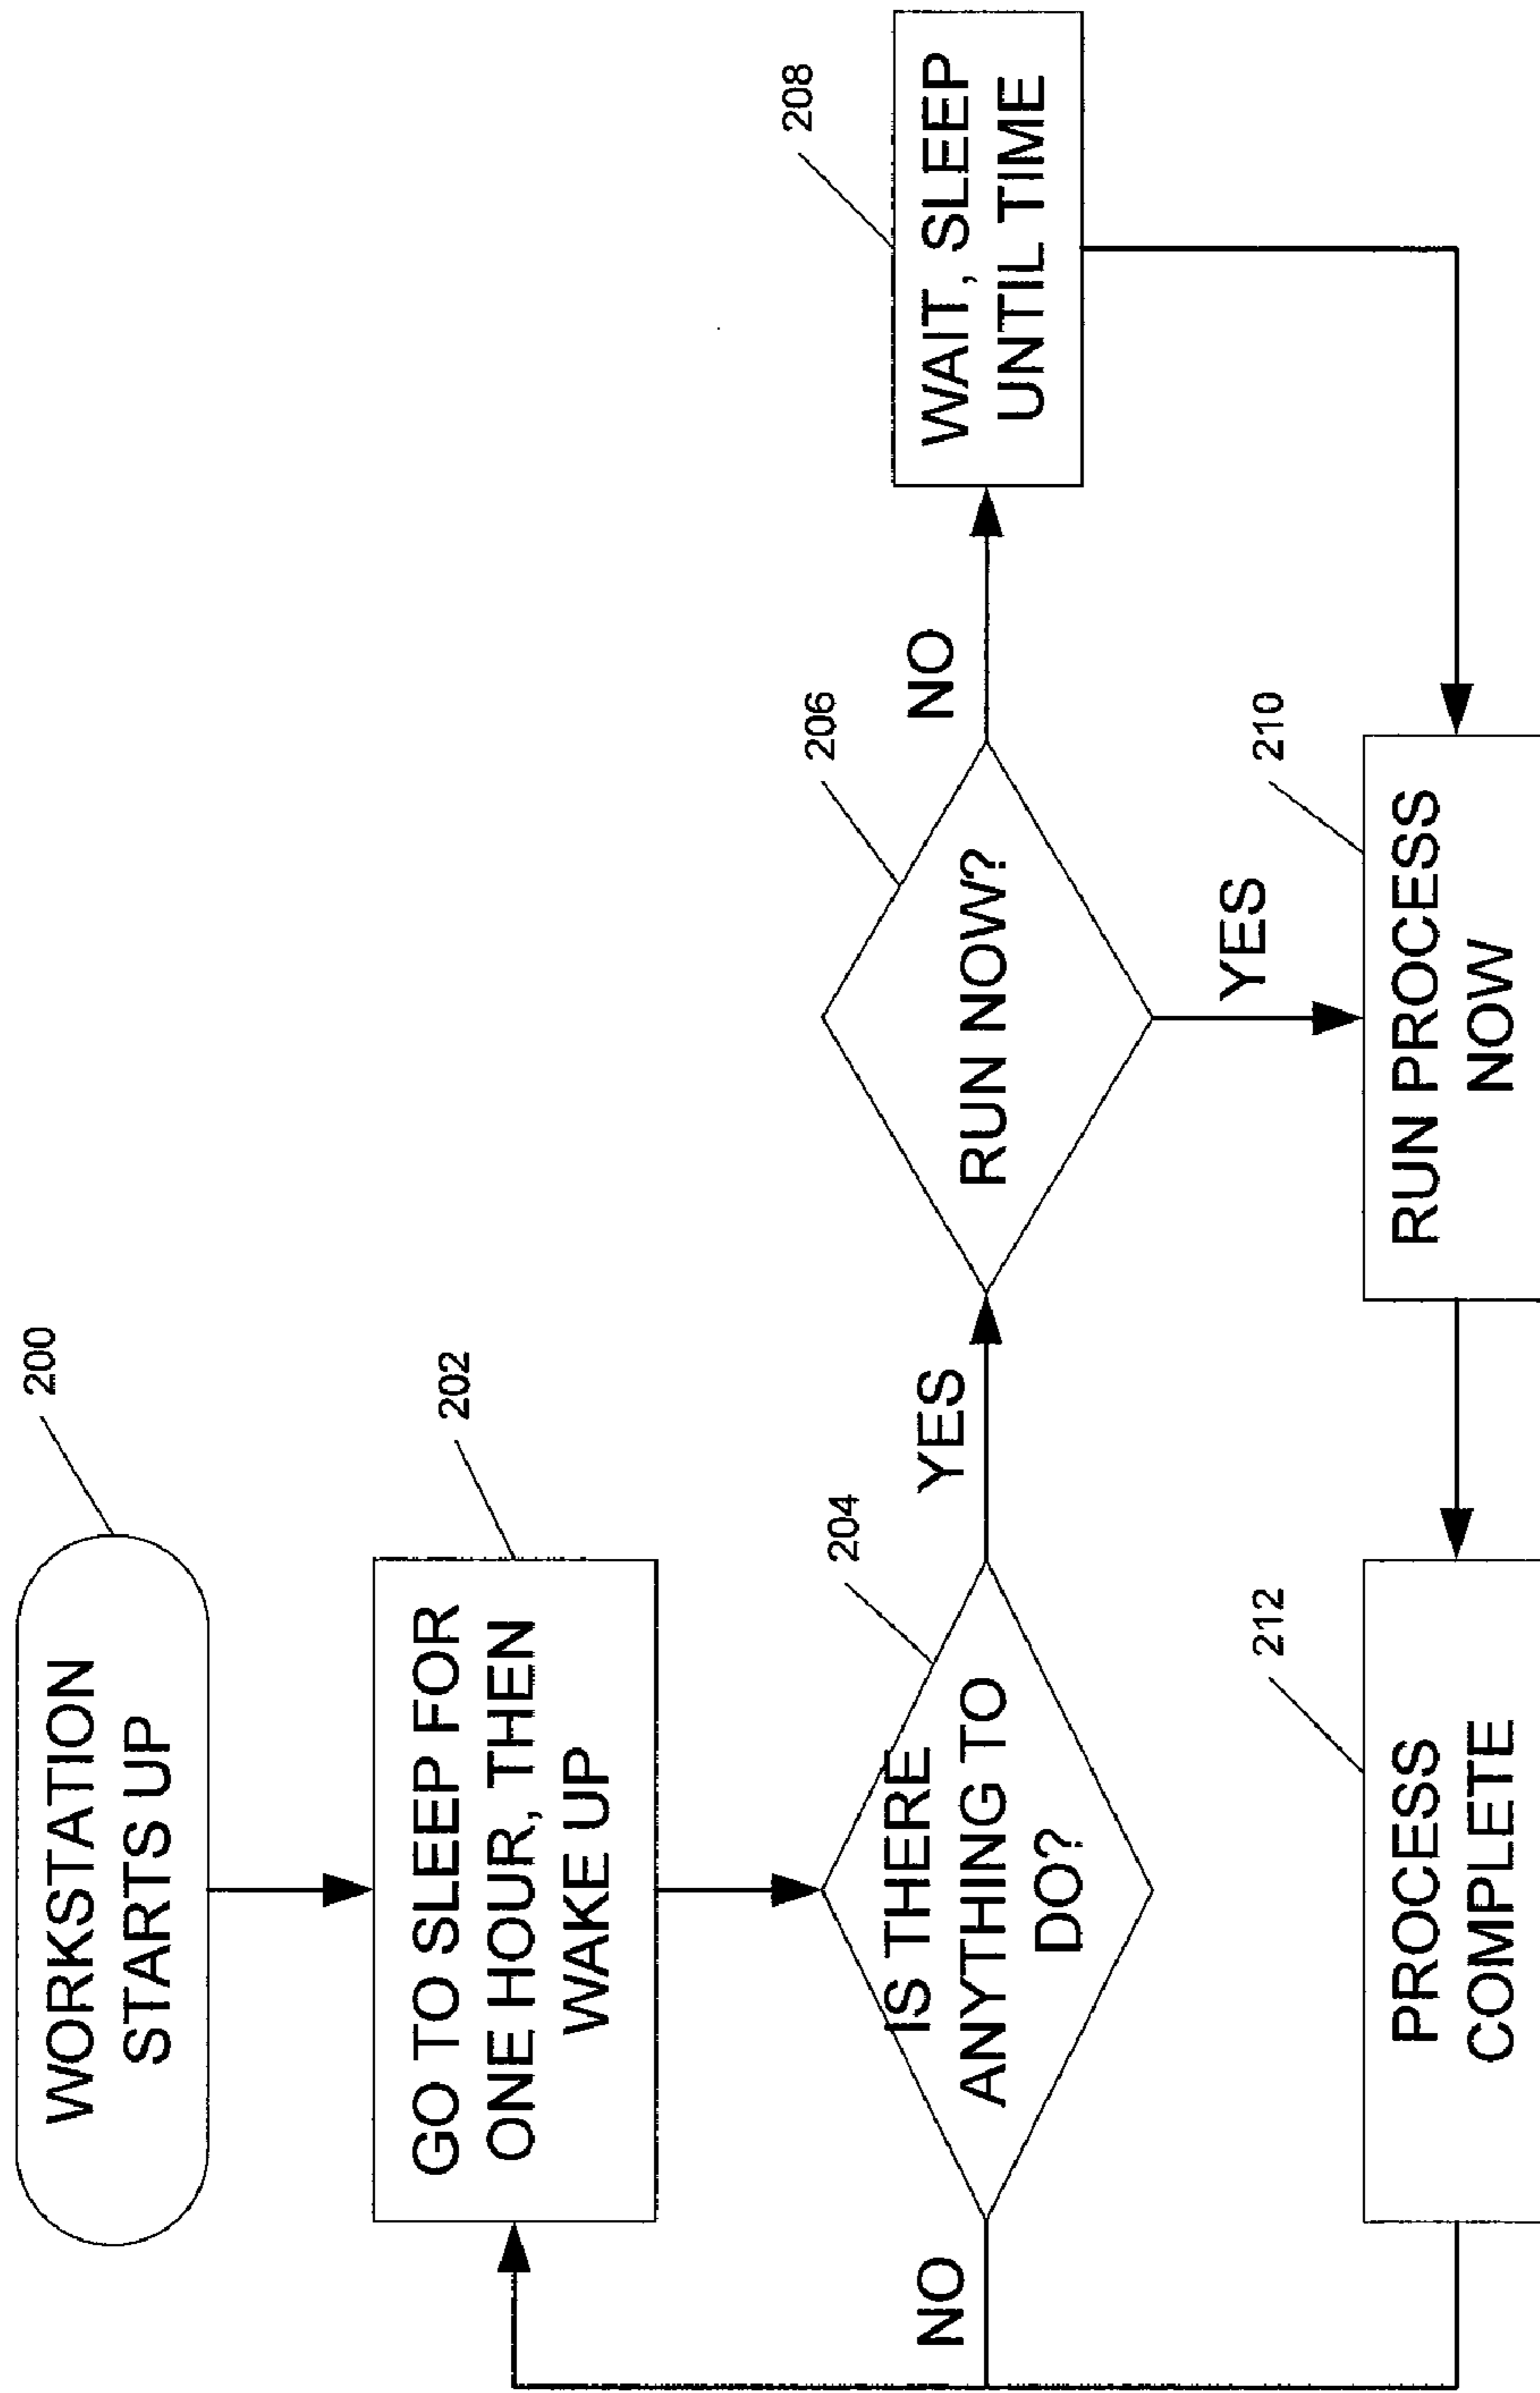 200
WORKSTATION
STARTS UP
202
GO TO SLEEP FOR
ONE HOUR, THEN
WAKE UP
204
IS THERE
ANYTHING TO
DO?
NO
YES
206
RUN NOW?
NO
YES
208
WAIT, SLEEP
UNTIL TIME
210
RUN PROCESS
NOW
212
PROCESS
COMPLETE